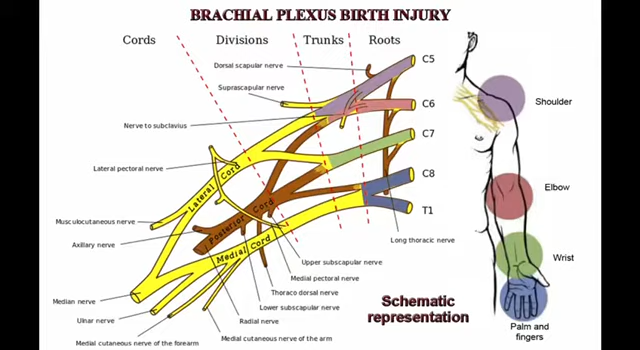 BRACHIAL PLEXUS BIRTH INJURY
Cords
Divisions
Trunks
Roots
Dorsal scapular nerve
Suprascapular nerve
Nerve to subclavius
Lateral pectoral nerve
Musculocutaneous nerve
Axillary nerve
Median nerve
Ulnar nerve
Medial cutaneous nerve of the forearm
Lateral Cord
Posterior Cord
Medial Cord
C5
C6
C7
C8
T1
Long thoracic nerve
Upper subscapular nerve
Medial pectoral nerve
Thoraco dorsal nerve
Lower subscapular nerve
Radial nerve
Medial cutaneous nerve of the arm
Schematic
representation
Shoulder
Elbow
Wrist
Palm and
fingers